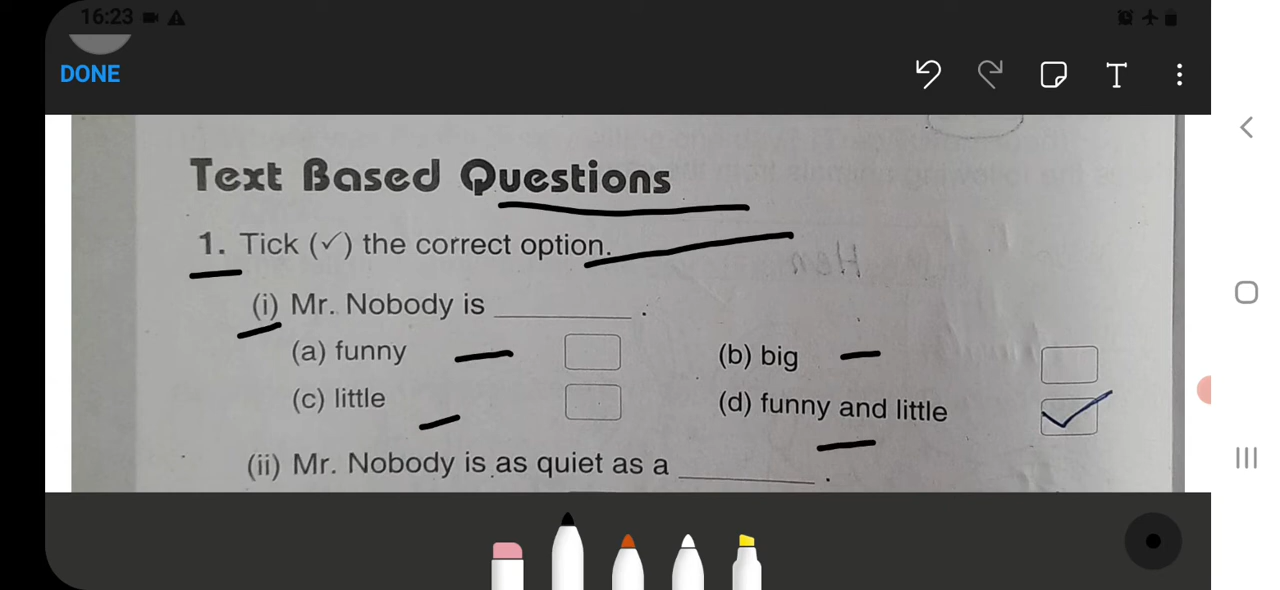 16:23
DONE
T
Text Based Questions
1. Tick (✓) the correct option.
(i) Mr. Nobody is ________ .
(a) funny (b) big
(c) little (d) funny and little
(ii) Mr. Nobody is as quiet as a ________ .